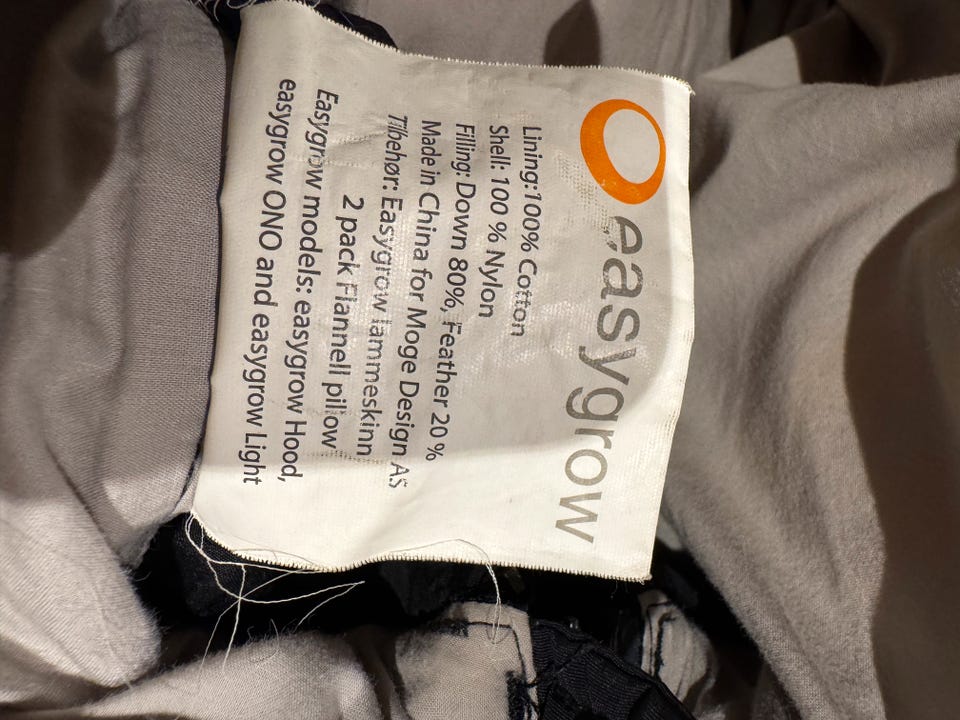 easygrow
Lining:100% Cotton
Shell: 100 % Nylon
Filling: Down 80%, Feather 20 %
Made in China for Moge Design AS
Tilbehør: Easygrow lammeskinn
2 pack Flannell pillow
Easygrow models: easygrow Hood,
easygrow ONO and easygrow Light